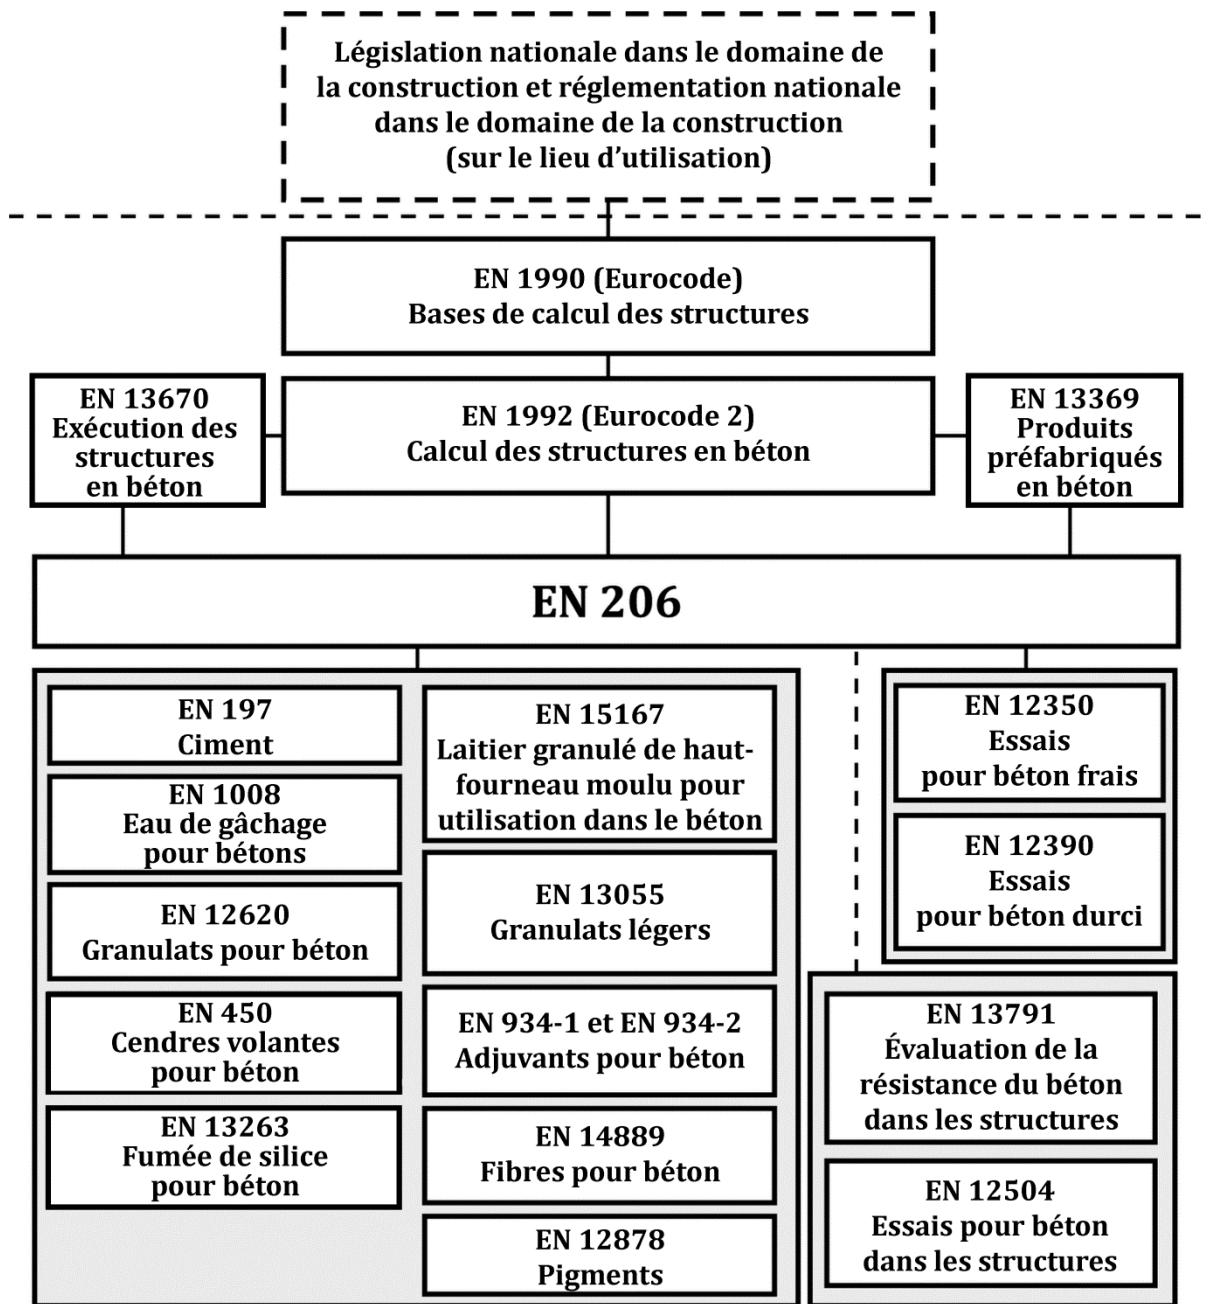 Législation nationale dans le domaine de
la construction et réglementation nationale
dans le domaine de la construction
(sur le lieu d'utilisation)
EN 1990 (Eurocode)
Bases de calcul des structures
EN 13670
Exécution des
structures
en béton
EN 1992 (Eurocode 2)
Calcul des structures en béton
EN 13369
Produits
préfabriqués
en béton
EN 206
EN 197
Ciment
EN 1008
Eau de gâchage
pour bétons
EN 12620
Granulats pour béton
EN 450
Cendres volantes
pour béton
EN 13263
Fumée de silice
pour béton
EN 15167
Laitier granulé de haut-
fourneau moulu pour
utilisation dans le béton
EN 13055
Granulats légers
EN 934-1 et EN 934-2
Adjuvants pour béton
EN 14889
Fibres pour béton
EN 12878
Pigments
EN 12350
Essais
pour béton frais
EN 12390
Essais
pour béton durci
EN 13791
Évaluation de la
résistance du béton
dans les structures
EN 12504
Essais pour béton
dans les structures